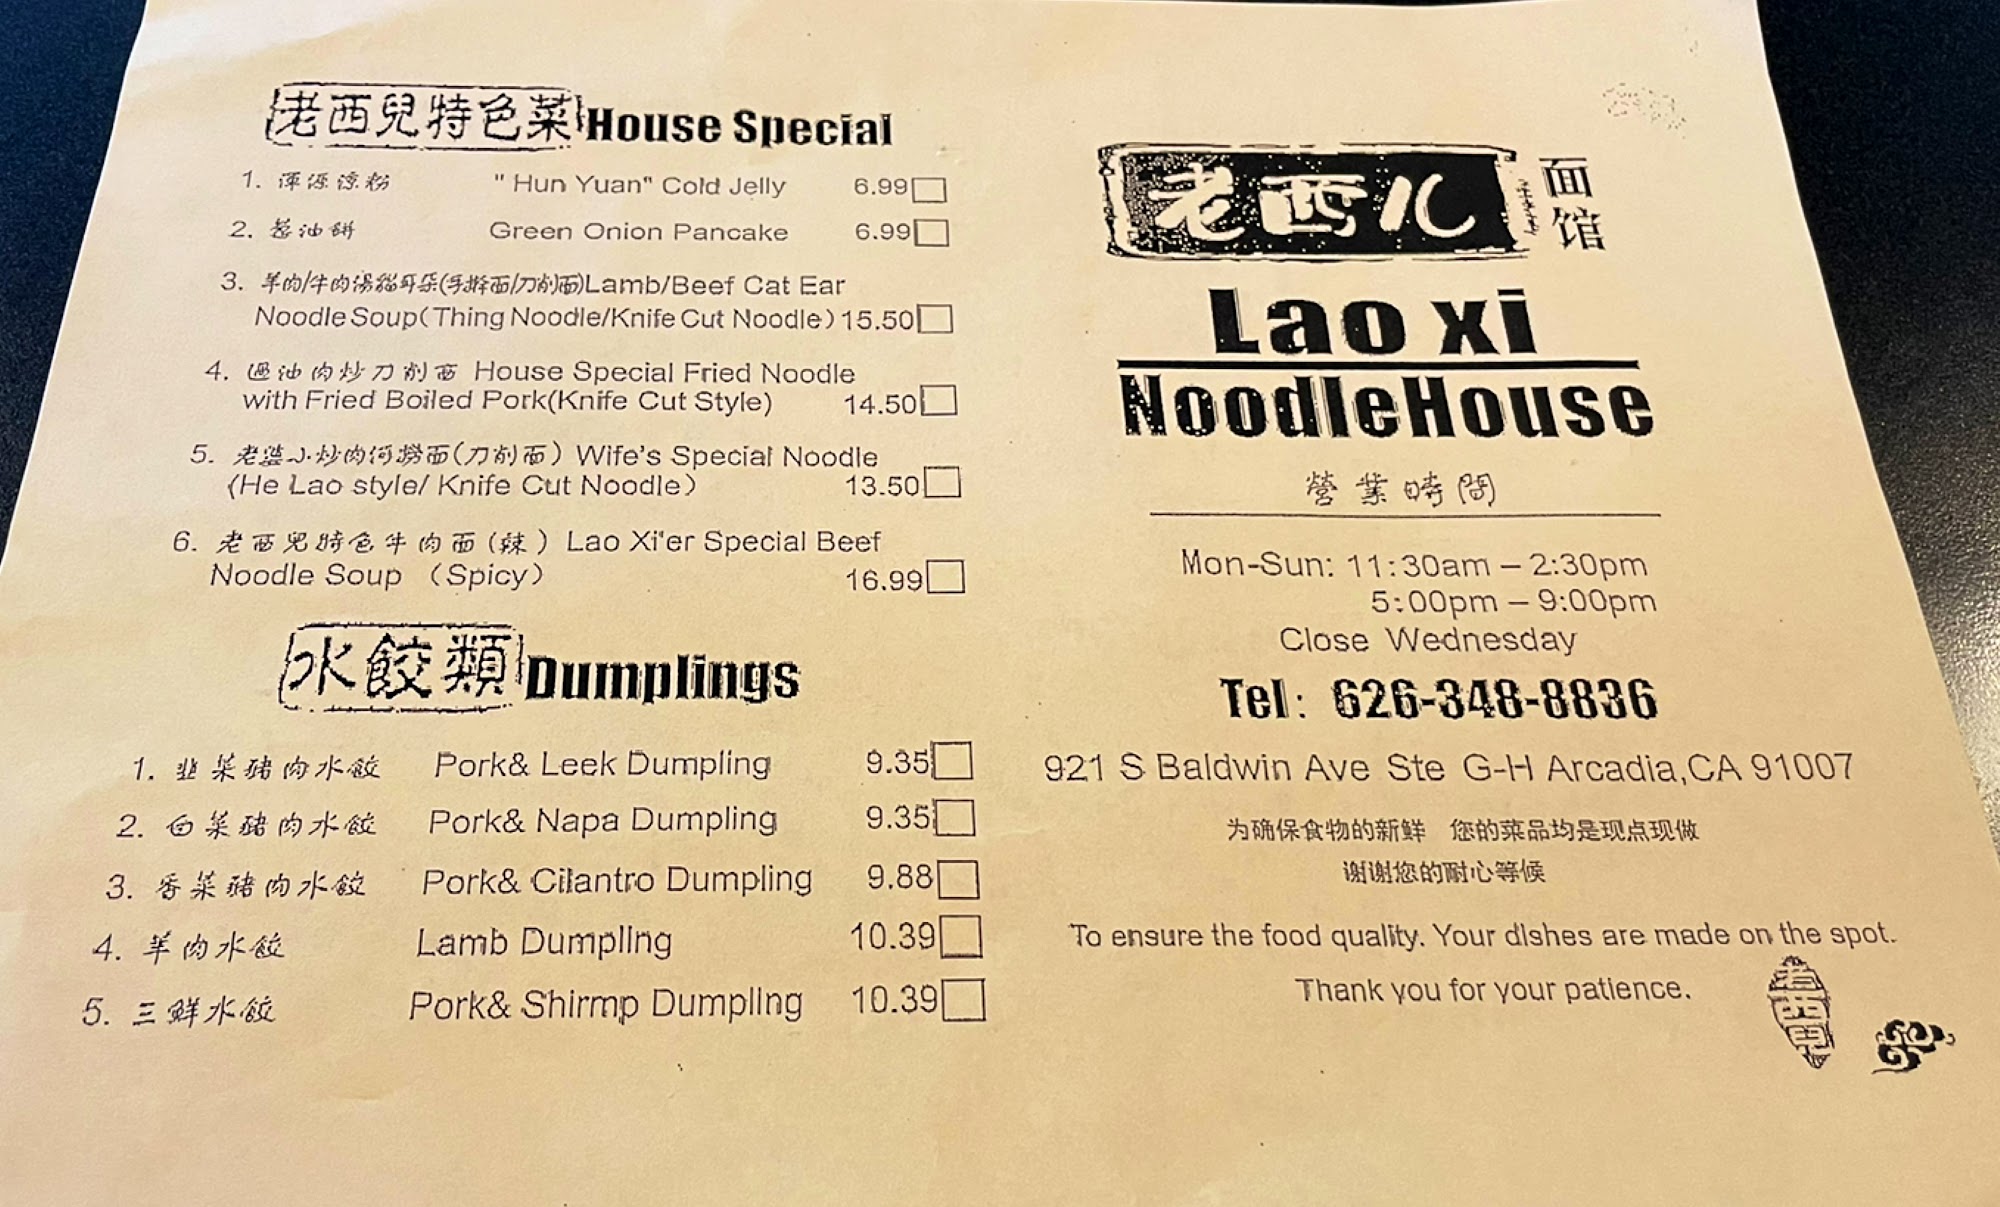 老西兒特色菜 House Special
1. 渾源涼粉 " Hun Yuan" Cold Jelly 6.99
2. 葱油餅 Green Onion Pancake 6.99
3. 羊肉/牛肉湯貓耳朵(手擀面/刀削面)Lamb/Beef Cat Ear
Noodle Soup(Thing Noodle/Knife Cut Noodle) 15.50
4. 過油肉炒刀削面 House Special Fried Noodle
with Fried Boiled Pork(Knife Cut Style) 14.50
5. 老婆小炒肉河撈面(刀削面) Wife's Special Noodle
(He Lao style/ Knife Cut Noodle) 13.50
6. 老西兒特色牛肉面(辣) Lao Xi'er Special Beef
Noodle Soup (Spicy) 16.99
水餃類 Dumplings
1. 韭菜豬肉水餃 Pork& Leek Dumpling 9.35
2. 白菜豬肉水餃 Pork& Napa Dumpling 9.35
3. 香菜豬肉水餃 Pork& Cilantro Dumpling 9.88
4. 羊肉水餃 Lamb Dumpling 10.39
5. 三鮮水餃 Pork& Shirmp Dumpling 10.39
老西儿
面馆
Lao xi
NoodleHouse
營業時間
Mon-Sun: 11:30am – 2:30pm
5:00pm – 9:00pm
Close Wednesday
Tel: 626-348-8836
921 S Baldwin Ave Ste G-H Arcadia,CA 91007
为确保食物的新鲜 您的菜品均是现点现做
谢谢您的耐心等候
To ensure the food quality. Your dishes are made on the spot.
Thank you for your patience.
老西兒